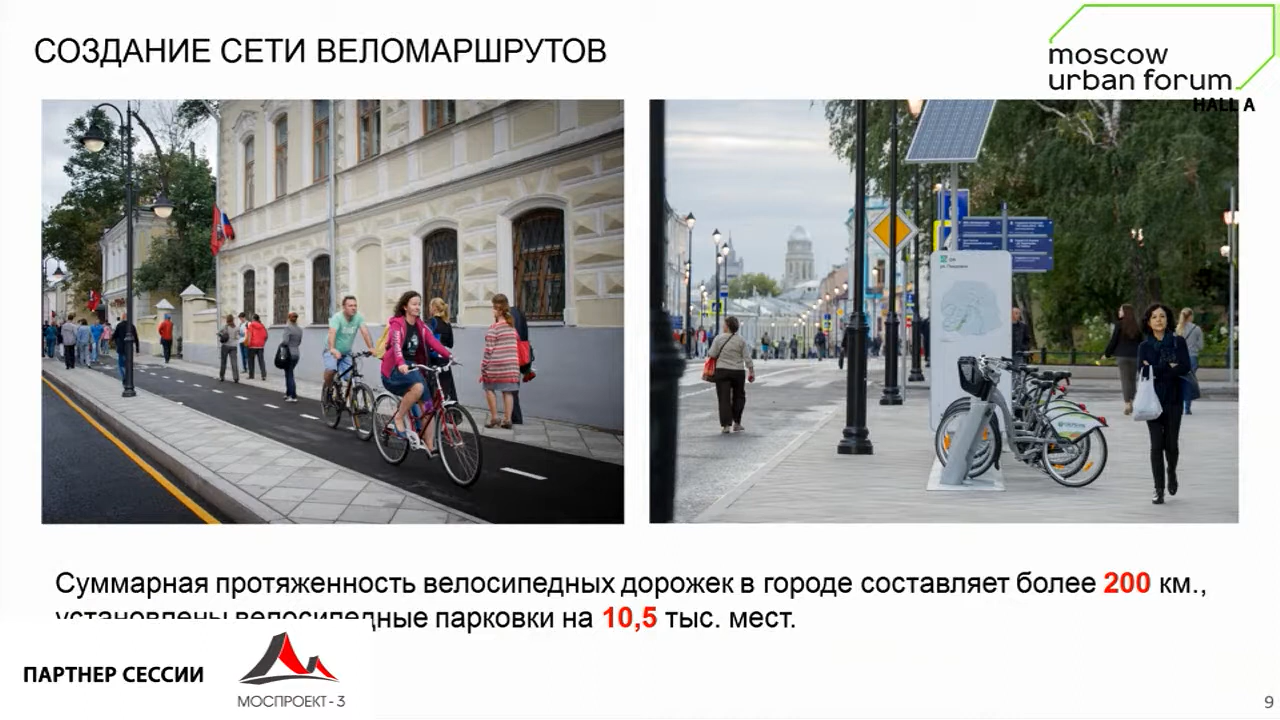 СОЗДАНИЕ СЕТИ ВЕЛОМАРШРУТОВ
moscow
urban forum
HALL A
Суммарная протяженность велосипедных дорожек в городе составляет более 200 км.,
установлены велосипедные парковки на 10,5 тыс. мест.
ПАРТНЕР СЕССИИ
МОСПРОЕКТ-3
9